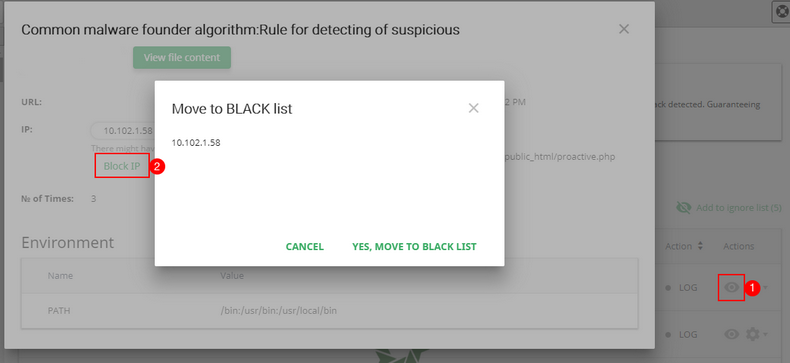 Common malware founder algorithm:Rule for detecting of suspicious
View file content
URL:
2 PM
ack detected. Guaranteeing
Move to BLACK list
10.102.1.58
IP:
10.102.1.58
There might hav
public_html/proactive.php
Block IP
2
№ of Times:
3
Add to Ignore list (5)
CANCEL
YES, MOVE TO BLACK LIST
Environment
Action
Actions
Name
Value
LOG
1
PATH
/bin:/usr/bin:/usr/local/bin
LOG